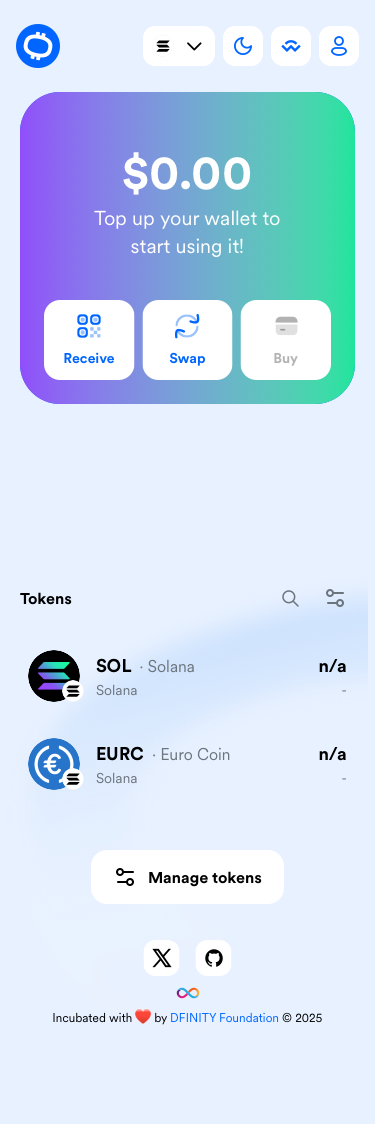 $0.00
Top up your wallet to
start using it!
Receive
Swap
Buy
Tokens
SOL · Solana
n/a
Solana
-
EURC · Euro Coin
n/a
Solana
-
Manage tokens
Incubated with ❤️ by DFINITY Foundation © 2025